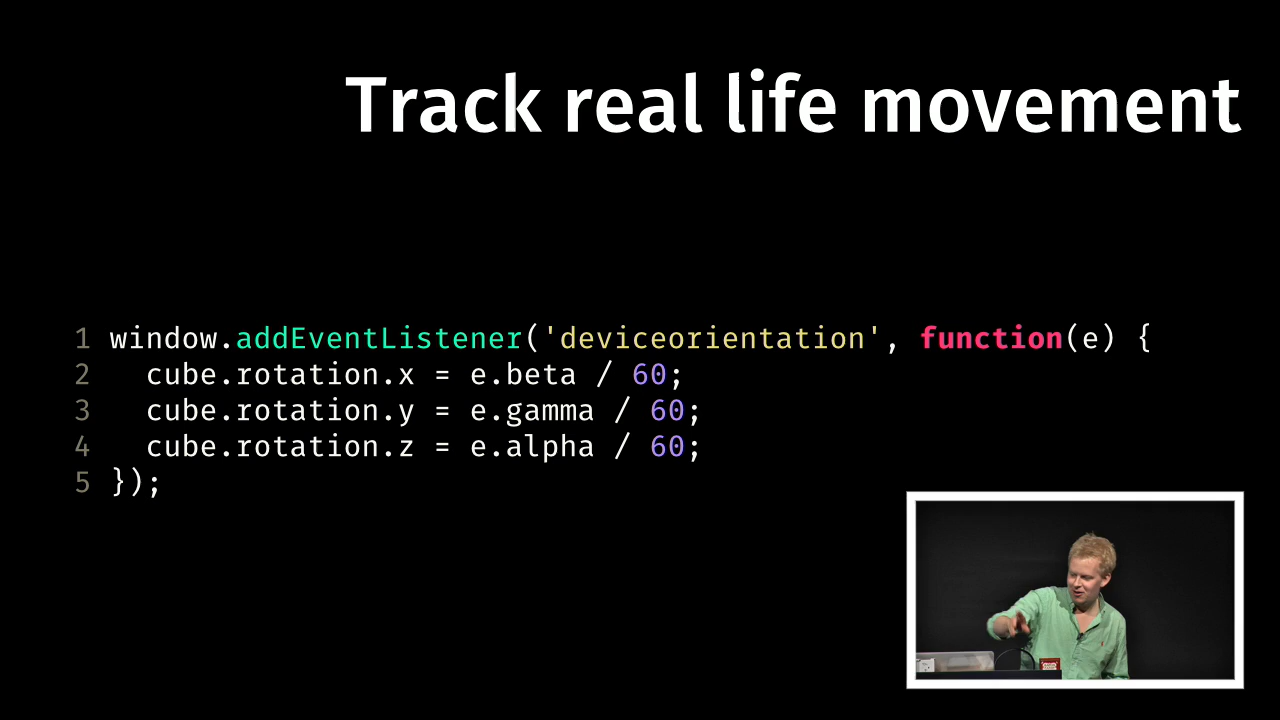 Track real life movement
1 window.addEventListener('deviceorientation', function(e) {
2   cube.rotation.x = e.beta / 60;
3   cube.rotation.y = e.gamma / 60;
4   cube.rotation.z = e.alpha / 60;
5 });